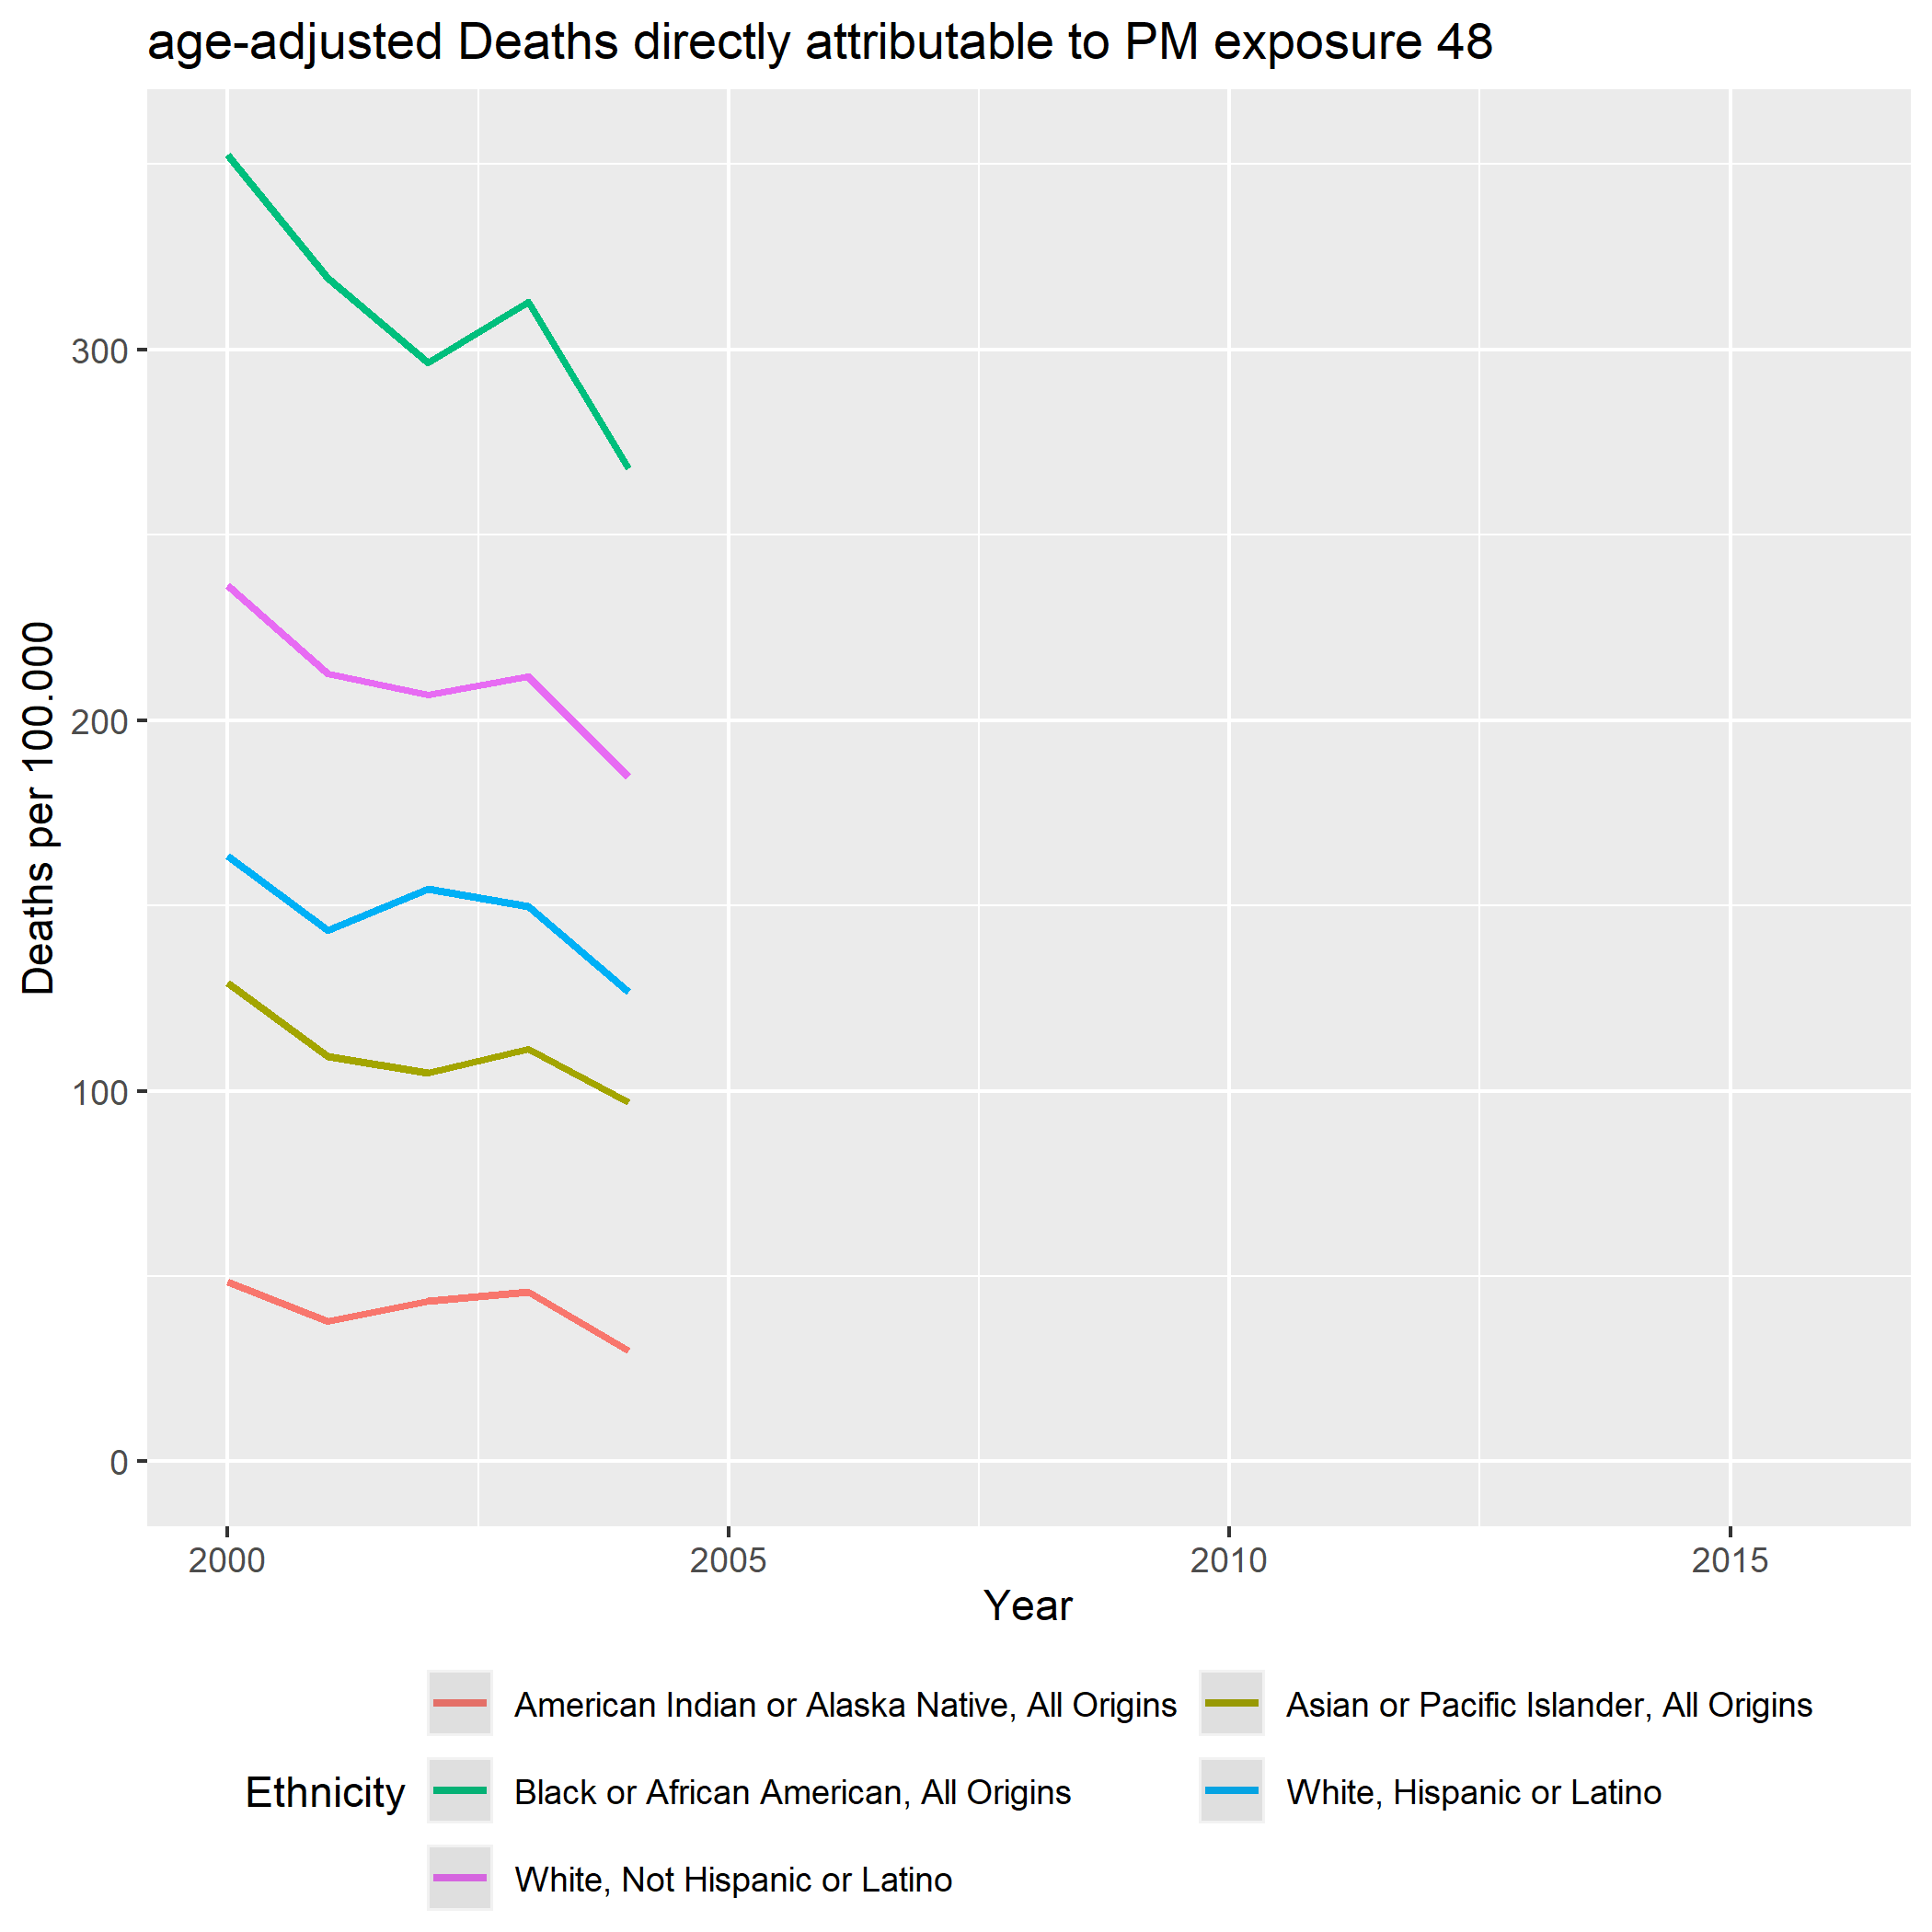 age-adjusted Deaths directly attributable to PM exposure 48
Deaths per 100.000
300
200
100
0
2000
2005
2010
2015
Year
Ethnicity
American Indian or Alaska Native, All Origins
Asian or Pacific Islander, All Origins
Black or African American, All Origins
White, Hispanic or Latino
White, Not Hispanic or Latino